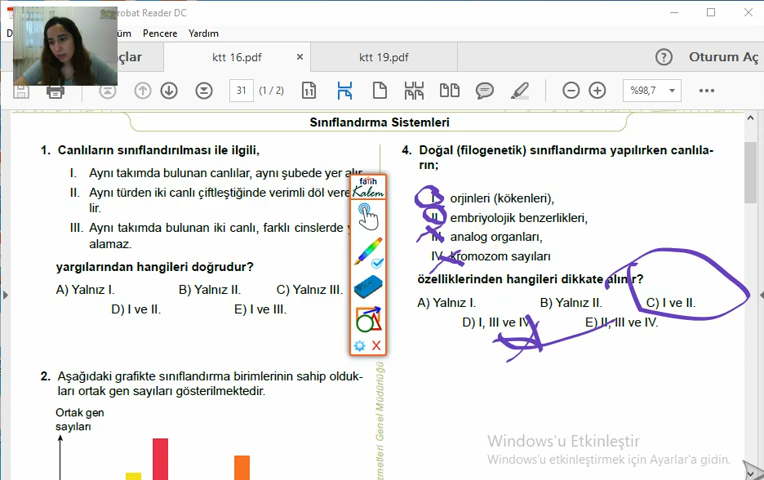 Acrobat Reader DC
Pencere Yardım
ktt 16.pdf
ktt 19.pdf
Oturum Aç
31 (1 / 2)
%98,7
Sınıflandırma Sistemleri
1. Canlıların sınıflandırılması ile ilgili,
I. Aynı takımda bulunan canlılar, aynı şubede yer alır.
II. Aynı türden iki canlı çiftleştiğinde verimli döl
lir.
III. Aynı takımda bulunan iki canlı, farklı cinslerde
alamaz.
yargılarından hangileri doğrudur?
A) Yalnız I. B) Yalnız II. C) Yalnız III.
D) I ve II. E) I ve III.
2. Aşağıdaki grafikte sınıflandırma birimlerinin sahip olduk-
ları ortak gen sayıları gösterilmektedir.
Ortak gen
sayıları
fatih
Kalem
4. Doğal (filogenetik) sınıflandırma yapılırken canlıla-
rın;
I. orjinleri (kökenleri),
II. embriyolojik benzerlikleri,
III. analog organları,
IV. kromozom sayıları
özelliklerinden hangileri dikkate alınır?
A) Yalnız I. B) Yalnız II. C) I ve II.
D) I, III ve IV. E) II, III ve IV.
zmetleri Genel Müdürlüğü
Windows'u Etkinleştir
Windows'u etkinleştirmek için Ayarlar'a gidin.